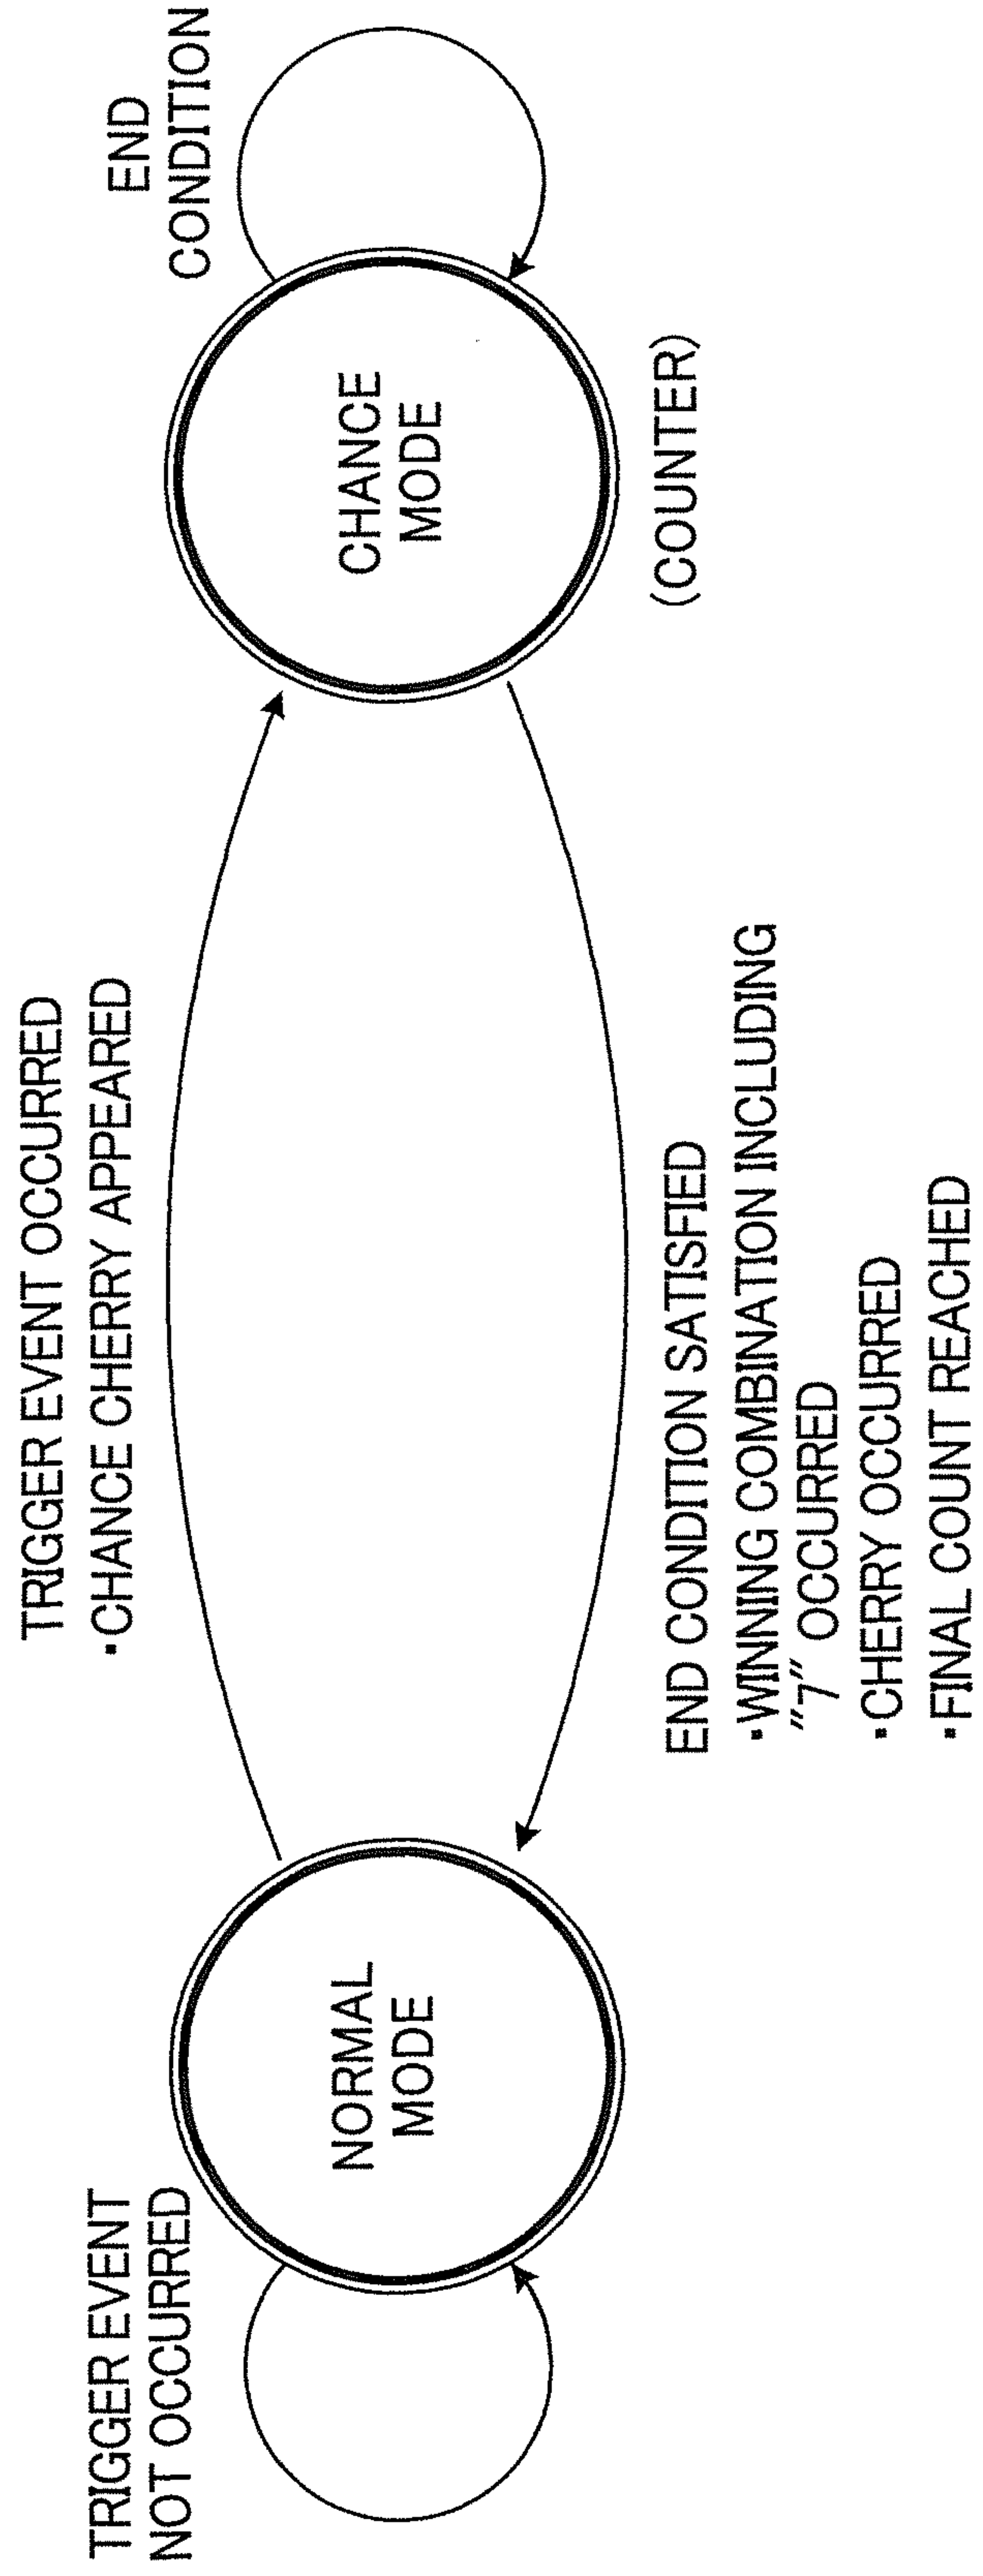 TRIGGER EVENT
NOT OCCURRED
NORMAL
MODE
TRIGGER EVENT OCCURRED
·CHANCE CHERRY APPEARED
END CONDITION SATISFIED
·WINNING COMBINATION INCLUDING
"7" OCCURRED
·CHERRY OCCURRED
·FINAL COUNT REACHED
CHANCE
MODE
(COUNTER)
END
CONDITION